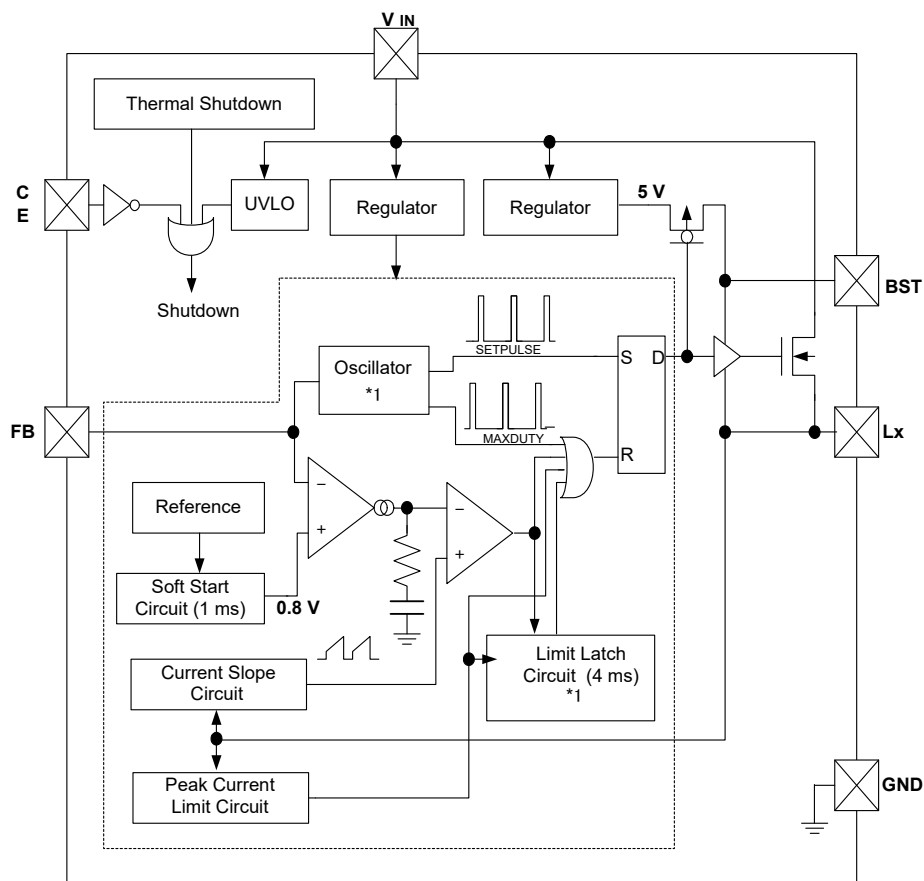 V IN
Thermal Shutdown
C
E
UVLO
Regulator
Regulator
5 V
Shutdown
BST
SETPULSE
Oscillator
*1
S
D
MAXDUTY
R
FB
Lx
−
+
−
+
Reference
Soft Start
Circuit (1 ms)
0.8 V
Limit Latch
Circuit (4 ms)
*1
Current Slope
Circuit
Peak Current
Limit Circuit
GND